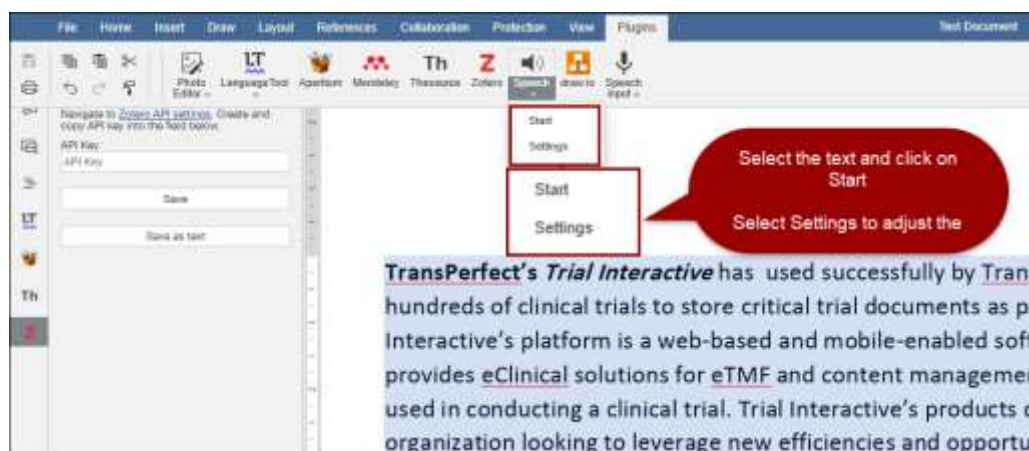 File Home Insert Draw Layout References Collaboration Protection View Plugins Test Document
LT Th Z
Photo Editor LanguageTool Apertium Mendeley Thesaurus Zotero Speech draw.io Speech Input
Navigate to Zotero API settings. Create and
copy API key into the field below.
API Key
API Key
Save
Save as text
LT
Th
Z
Start
Settings
Start
Settings
Select the text and click on
Start
Select Settings to adjust the
TransPerfect's Trial Interactive has used successfully by Tran
hundreds of clinical trials to store critical trial documents as p
Interactive's platform is a web-based and mobile-enabled sof
provides eClinical solutions for eTMF and content manageme
used in conducting a clinical trial. Trial Interactive's products
organization looking to leverage new efficiencies and opportu